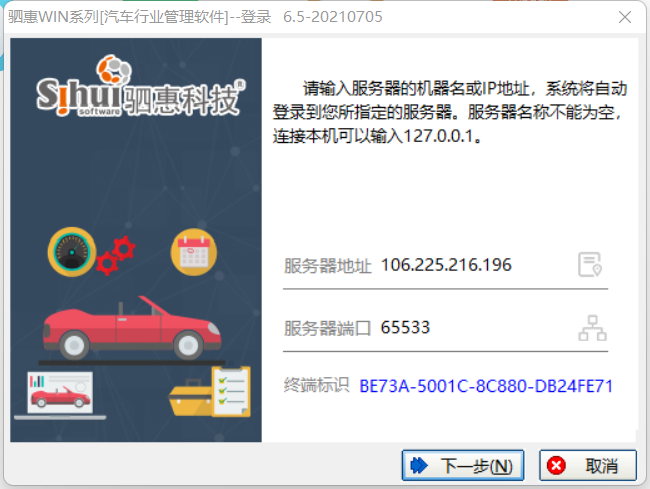 驷惠WIN系列[汽车行业管理软件]--登录 6.5-20210705
Sihui驷惠科技®
software
请输入服务器的机器名或IP地址，系统将自动
登录到您所指定的服务器。服务器名称不能为空，
连接本机可以输入127.0.0.1。
服务器地址 106.225.216.196
服务器端口 65533
终端标识 BE73A-5001C-8C880-DB24FE71
下一步(N)
取消